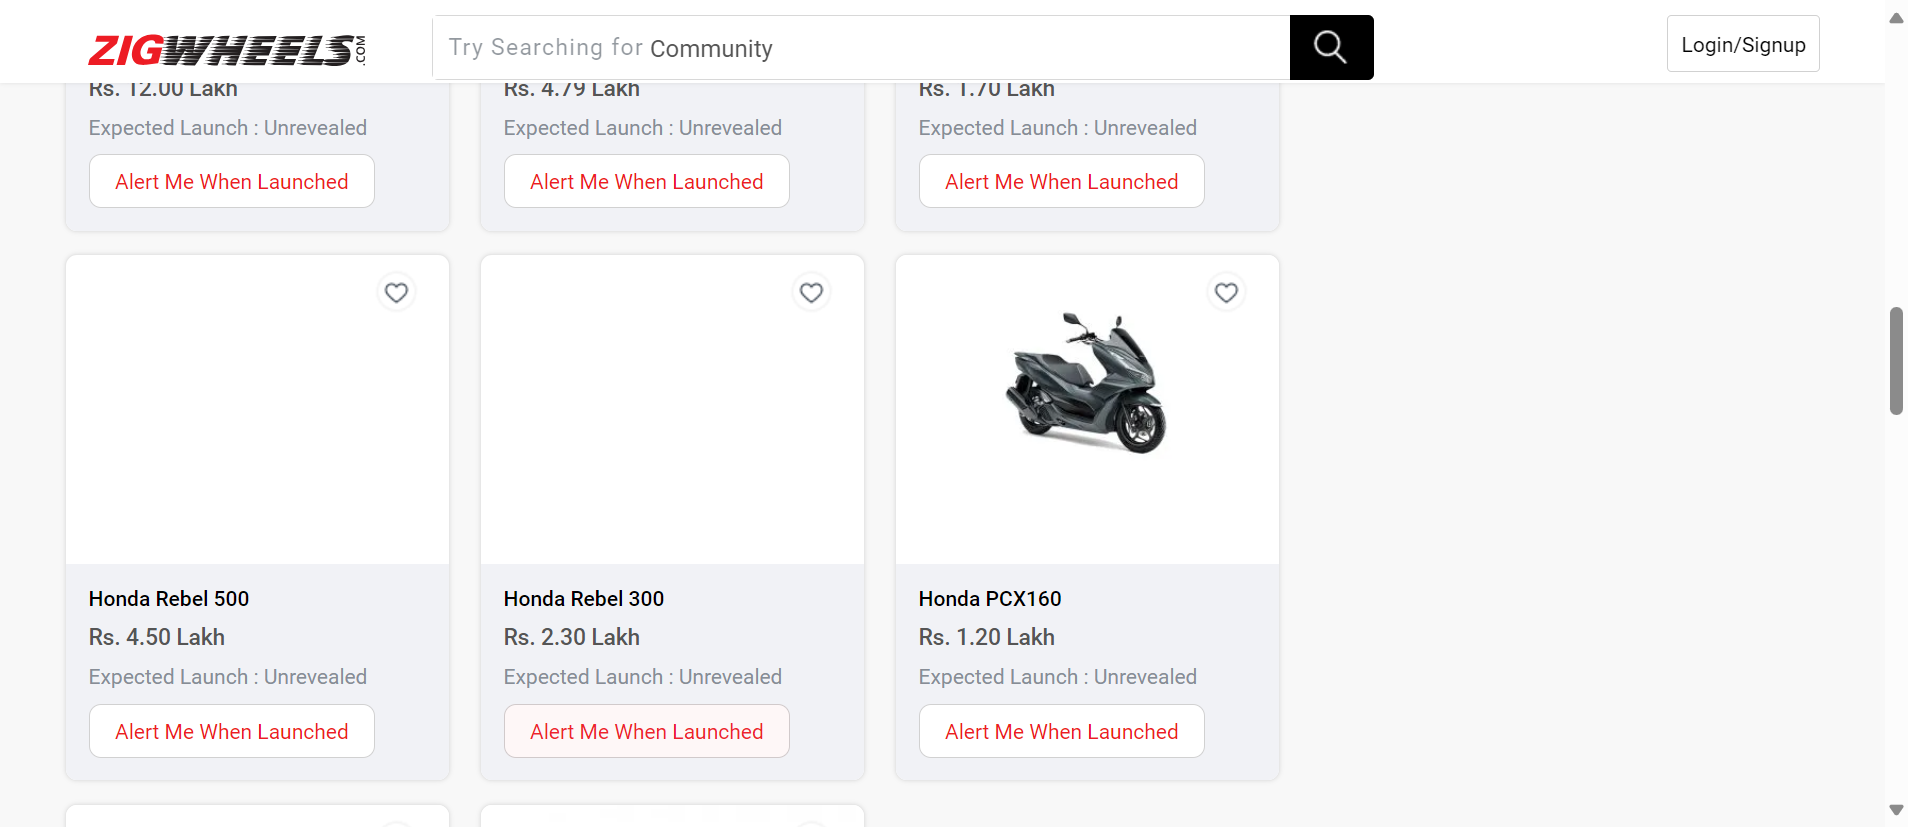 ZIGWHEELS.COM
Try Searching for Community
Login/Signup
Rs. 12.00 Lakh
Rs. 4.79 Lakh
Rs. 1.70 Lakh
Expected Launch : Unrevealed
Expected Launch : Unrevealed
Expected Launch : Unrevealed
Alert Me When Launched
Alert Me When Launched
Alert Me When Launched
Honda Rebel 500
Honda Rebel 300
Honda PCX160
Rs. 4.50 Lakh
Rs. 2.30 Lakh
Rs. 1.20 Lakh
Expected Launch : Unrevealed
Expected Launch : Unrevealed
Expected Launch : Unrevealed
Alert Me When Launched
Alert Me When Launched
Alert Me When Launched